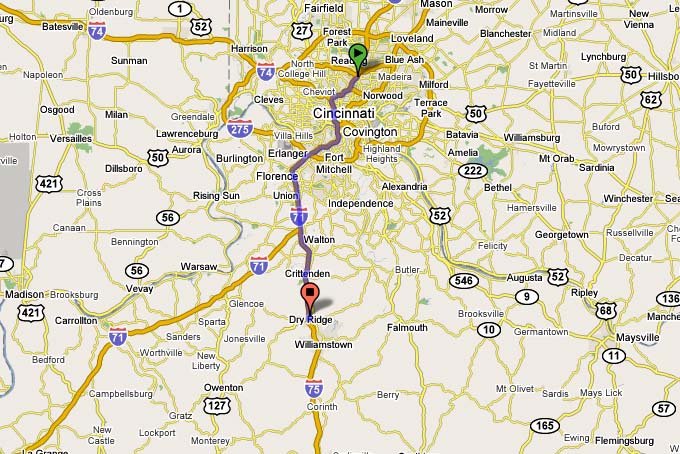 Oldenburg
Fairfield
Mason
Martinsville
1
52
27
Maineville
Batesville
Forest
Park
Loveland
Blanchester
74
Sunman
Harrison
Reading
Blue Ash
Westboro
Lynchburg
74
North
College Hill
Madeira
St Martin
50
Hillsboro
Napoleon
Cheviot
Milford
Fayetteville
Osgood
Cleves
Norwood
Terrace
Park
50
62
Greendale
Cincinnati
Holton
Versailles
Lawrenceburg
275
Villa Hills
Covington
Batavia
Williamsburg
50
Aurora
Erlanger
Fort
Mitchell
Highland
Heights
Amelia
Mowrystown
Dillsboro
Burlington
Mt Orab
Sardinia
421
Florence
222
32
Cross
Plains
Rising Sun
Union
Alexandria
Bethel
Winchester
Independence
Hamersville
56
71
52
Canaan
Georgetown
Russellville
Bennington
Walton
Felicity
Decatur
7
56
Warsaw
71
Crittenden
Butler
Augusta
52
Madison
Brooksburg
Vevay
546
9
136
Ripley
421
Glencoe
Brooksville
68
Carrollton
Sparta
Dry Ridge
Falmouth
10
Germantown
Maysville
71
Sanders
Jonesville
Williamstown
11
Bedford
Worthville
New
Liberty
75
Mt Olivet
Sardis
10
Campbellsburg
Owenton
Berry
Mays Lick
127
Gratz
Corinth
57
New
Castle
Lockport
Monterey
165
Ewing
Flemingsburg
La Grange